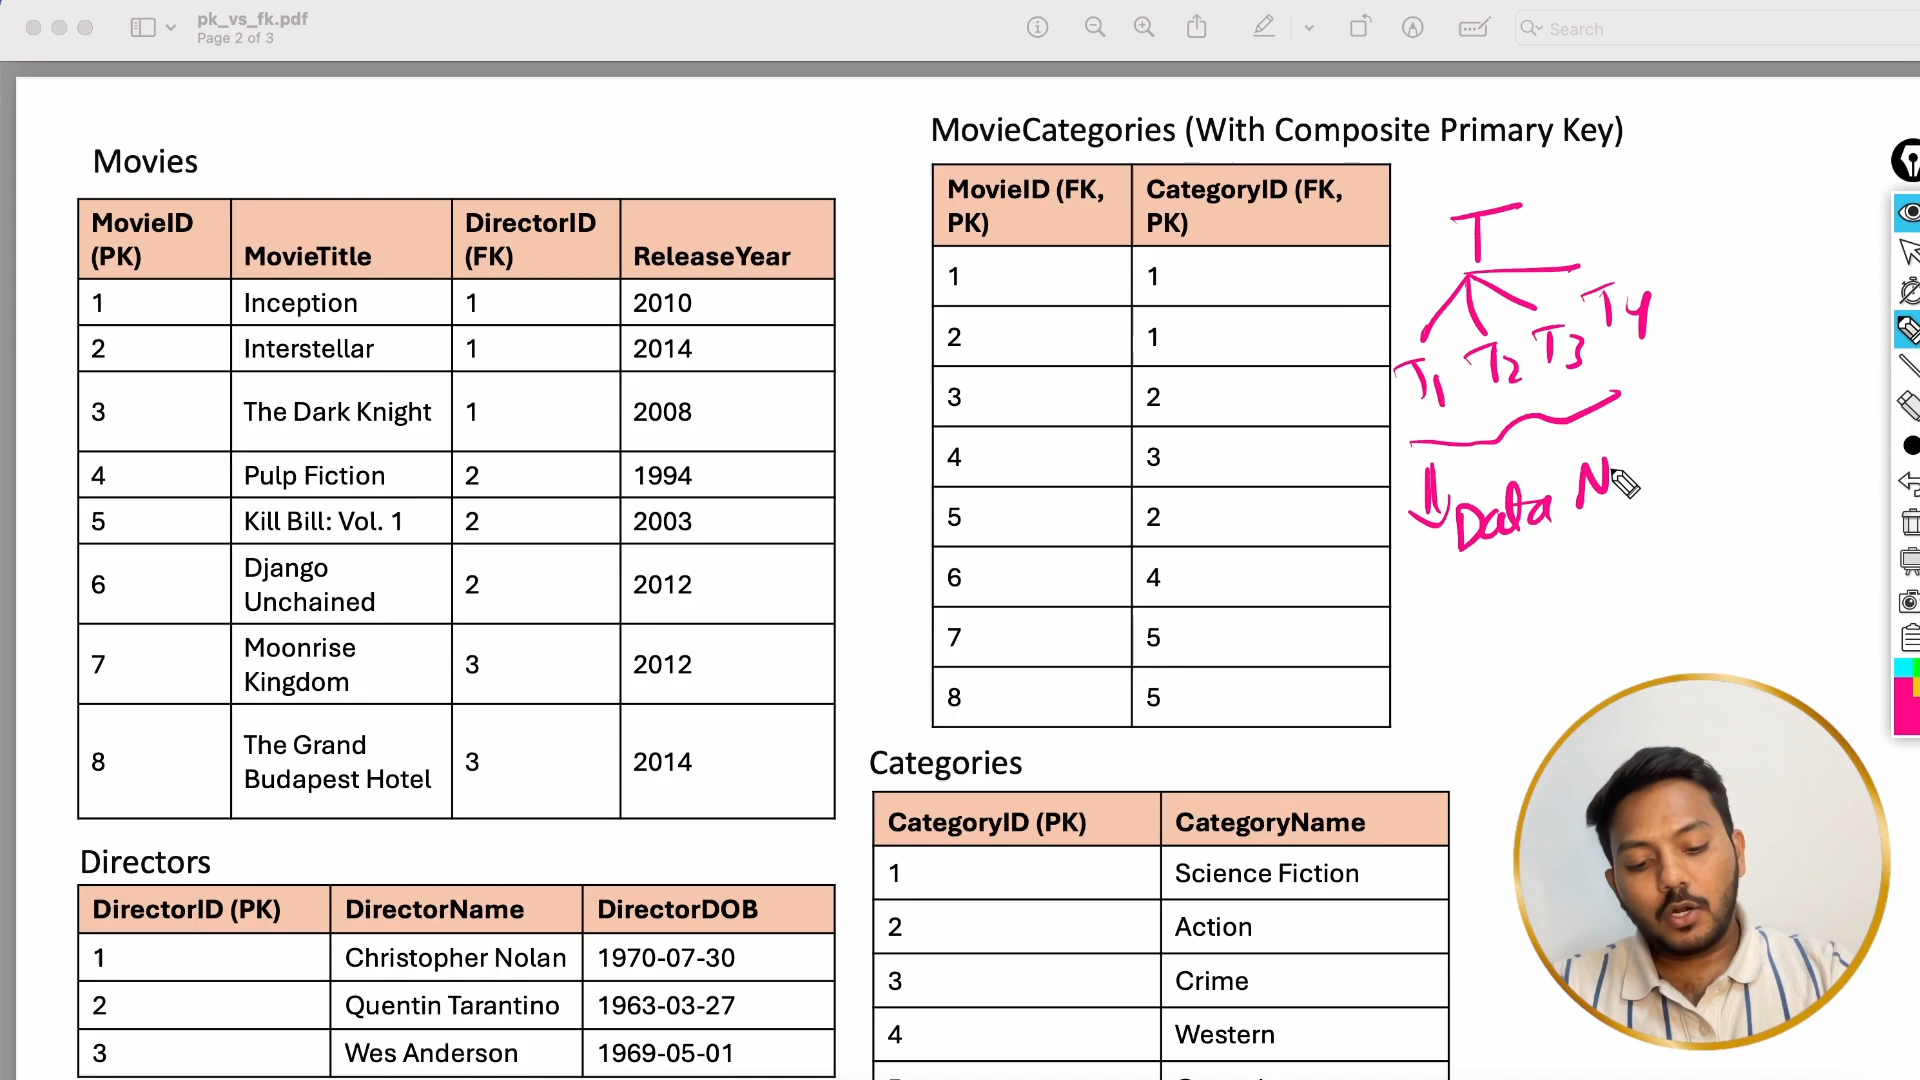 pk_vs_fk.pdf
Page 2 of 3
Search
Movies
MovieID (PK) MovieTitle DirectorID (FK) ReleaseYear
1 Inception 1 2010
2 Interstellar 1 2014
3 The Dark Knight 1 2008
4 Pulp Fiction 2 1994
5 Kill Bill: Vol. 1 2 2003
6 Django Unchained 2 2012
7 Moonrise Kingdom 3 2012
8 The Grand Budapest Hotel 3 2014
Directors
DirectorID (PK) DirectorName DirectorDOB
1 Christopher Nolan 1970-07-30
2 Quentin Tarantino 1963-03-27
3 Wes Anderson 1969-05-01
MovieCategories (With Composite Primary Key)
MovieID (FK, PK) CategoryID (FK, PK)
1 1
2 1
3 2
4 3
5 2
6 4
7 5
8 5
T
T1 T2 T3 T4
Data N
Categories
CategoryID (PK) CategoryName
1 Science Fiction
2 Action
3 Crime
4 Western